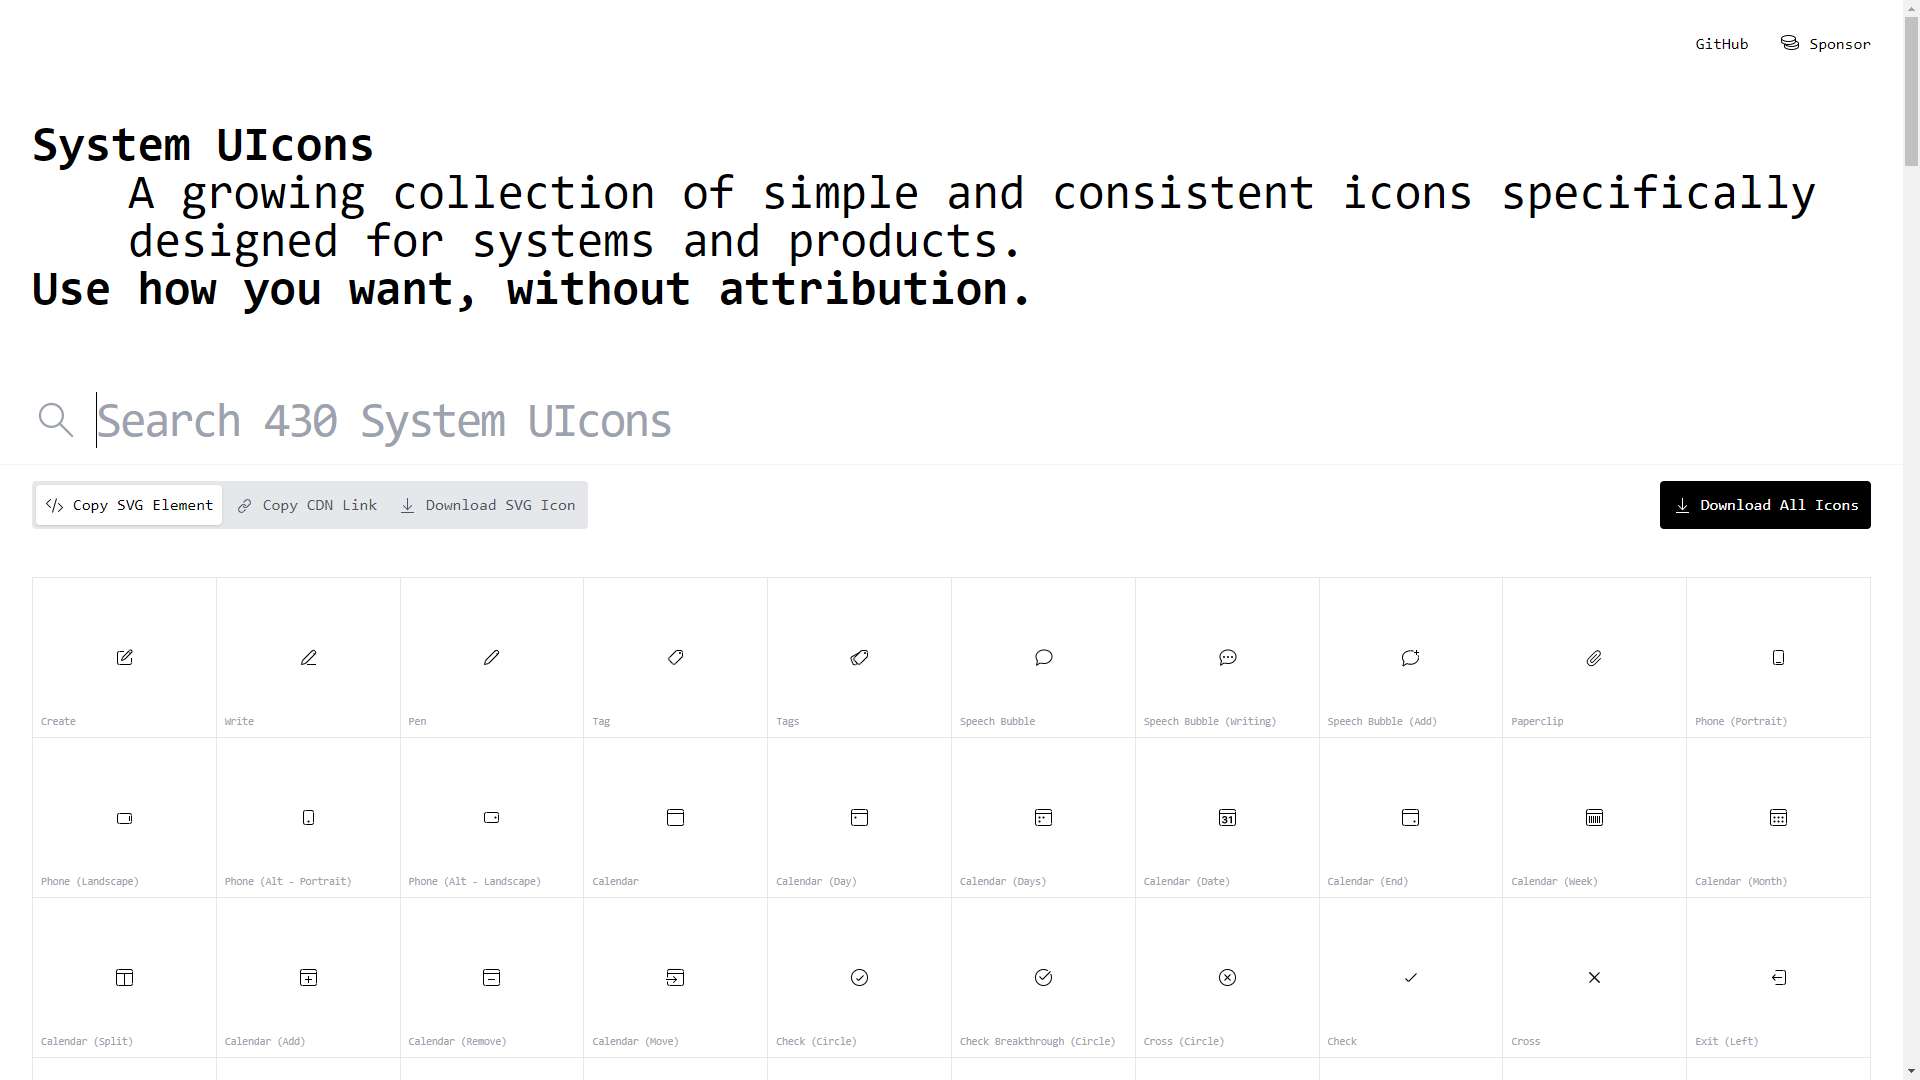 GitHub
Sponsor
System UIcons
A growing collection of simple and consistent icons specifically
designed for systems and products.
Use how you want, without attribution.
Search 430 System UIcons
Copy SVG Element
Copy CDN Link
Download SVG Icon
Download All Icons
Create
Write
Pen
Tag
Tags
Speech Bubble
Speech Bubble (Writing)
Speech Bubble (Add)
Paperclip
Phone (Portrait)
31
Phone (Landscape)
Phone (Alt - Portrait)
Phone (Alt - Landscape)
Calendar
Calendar (Day)
Calendar (Days)
Calendar (Date)
Calendar (End)
Calendar (Week)
Calendar (Month)
Calendar (Split)
Calendar (Add)
Calendar (Remove)
Calendar (Move)
Check (Circle)
Check Breakthrough (Circle)
Cross (Circle)
Check
Cross
Exit (Left)